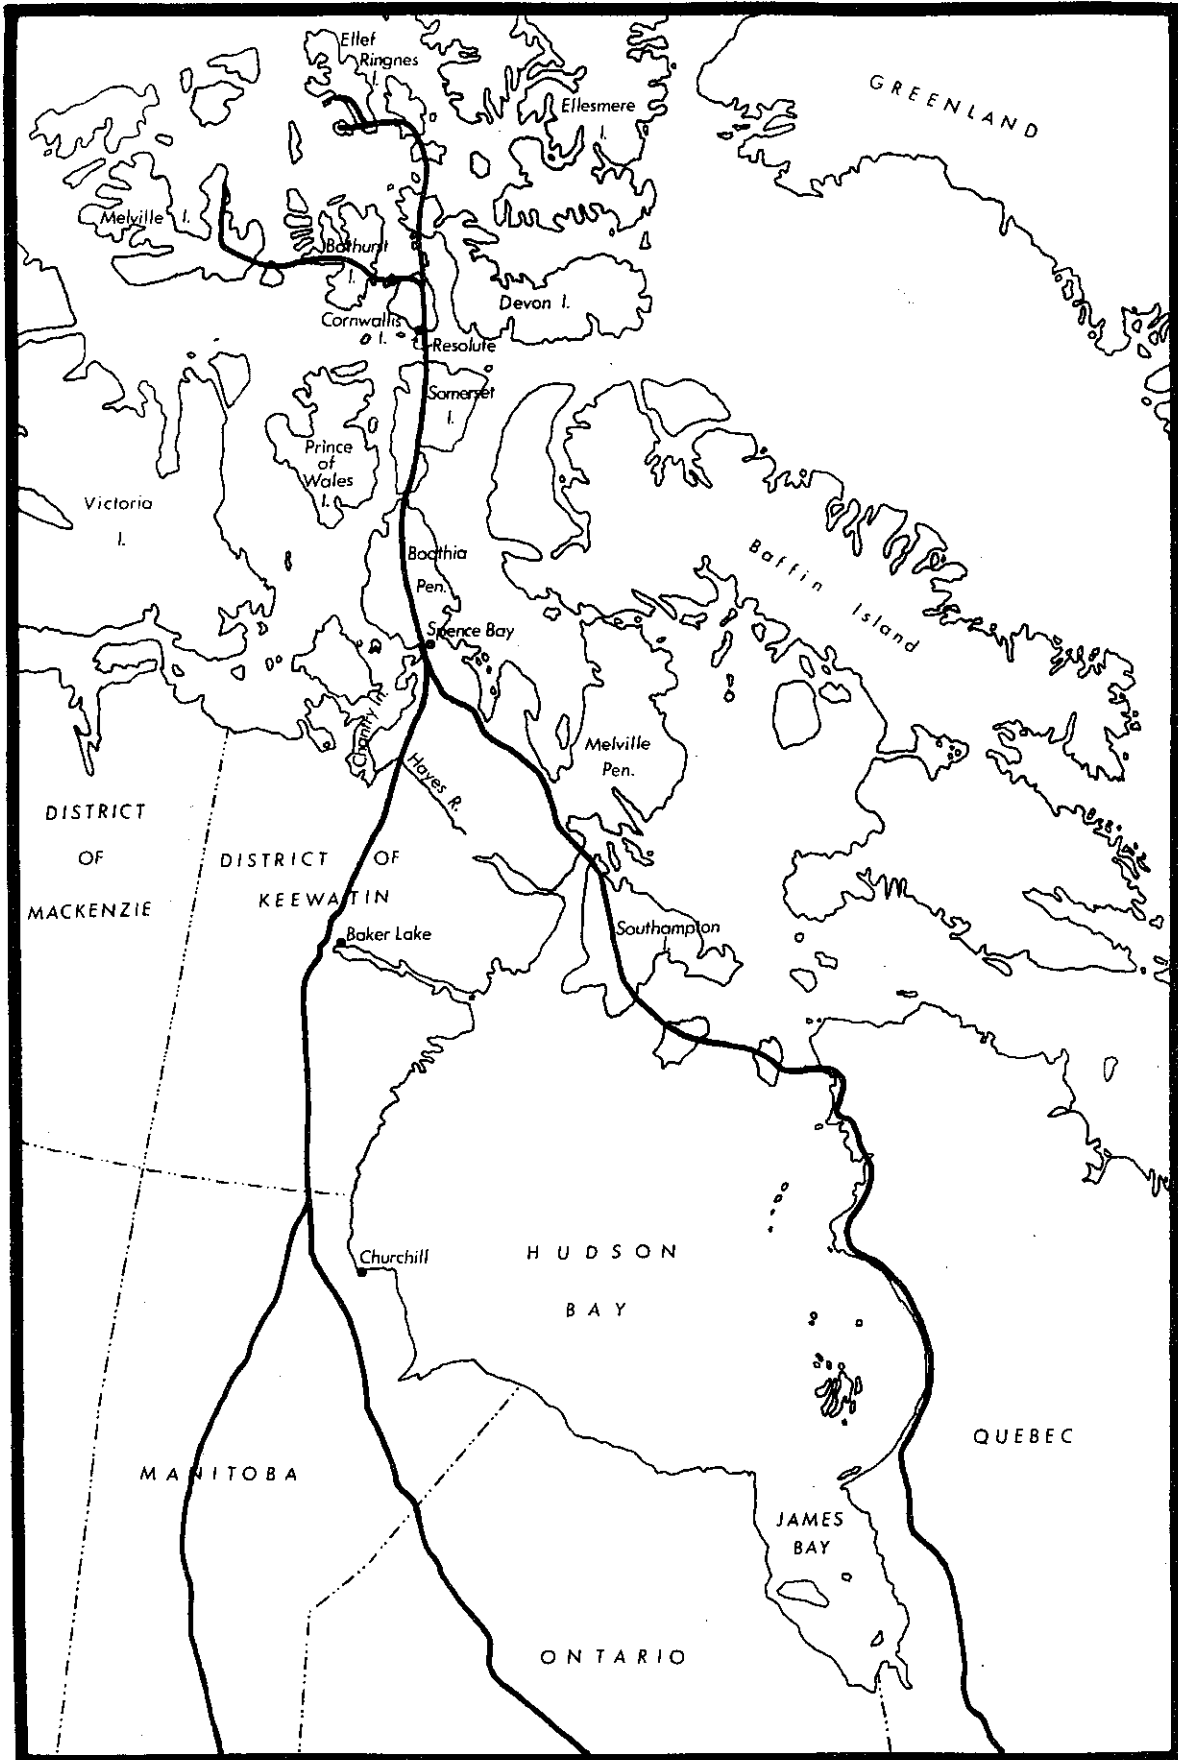 Ellef
Ringnes
I.
Ellesmere
I.
GREENLAND
Melville I.
Bathurst
I.
Devon I.
Cornwallis
I.
Resolute
Somerset
I.
Prince
of
Wales
I.
Victoria
I.
Boothia
Pen.
Baffin Island
Spence Bay
Chantry In.
Melville
Pen.
Hayes R.
DISTRICT
OF
MACKENZIE
DISTRICT OF
KEEWATIN
Baker Lake
Southampton
I.
Churchill
HUDSON
BAY
QUEBEC
MANITOBA
JAMES
BAY
ONTARIO